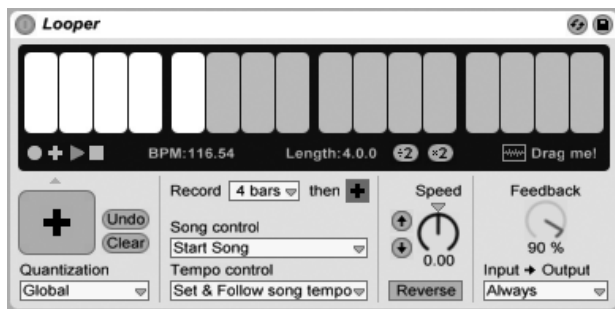 Looper
BPM:116.54 Length:4.0.0 ÷2 ×2 Drag me!
Record 4 bars then
Undo
Clear
Song control
Start Song
Quantization
Global
Tempo control
Set & Follow song tempo
Speed
0.00
Reverse
Feedback
90 %
Input → Output
Always